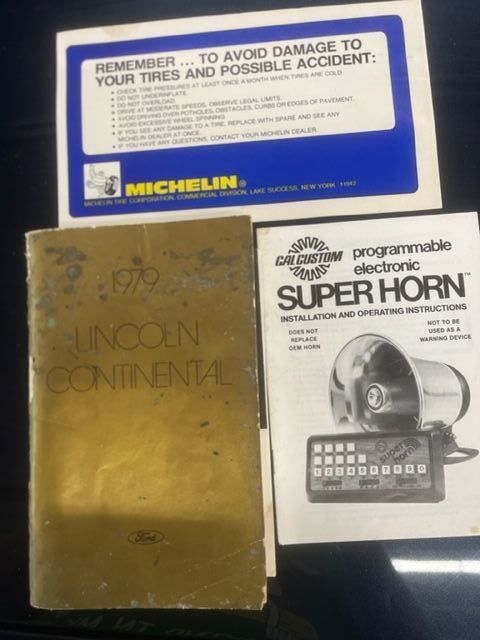 REMEMBER ... TO AVOID DAMAGE TO
YOUR TIRES AND POSSIBLE ACCIDENT:
• CHECK TIRE PRESSURES AT LEAST ONCE A MONTH WHEN TIRES ARE COLD.
• DO NOT UNDERINFLATE.
• DO NOT OVERLOAD.
• DRIVE AT MODERATE SPEEDS, OBSERVE LEGAL LIMITS.
• AVOID DRIVING OVER POTHOLES, OBSTACLES, CURBS OR EDGES OF PAVEMENT.
• AVOID EXCESSIVE WHEEL SPINNING.
• IF YOU SEE ANY DAMAGE TO A TIRE, REPLACE WITH SPARE AND SEE ANY
MICHELIN DEALER AT ONCE.
• IF YOU HAVE ANY QUESTIONS, CONTACT YOUR MICHELIN DEALER.
MICHELIN®
MICHELIN TIRE CORPORATION, COMMERCIAL DIVISION, LAKE SUCCESS, NEW YORK 11042
1979
LINCOLN
CONTINENTAL
Ford
CALCUSTOM
programmable
electronic
SUPER HORN™
INSTALLATION AND OPERATING INSTRUCTIONS
DOES NOT
REPLACE
OEM HORN
NOT TO BE
USED AS A
WARNING DEVICE
super
horn
1 2 3 4 5 6 7 8 9 0